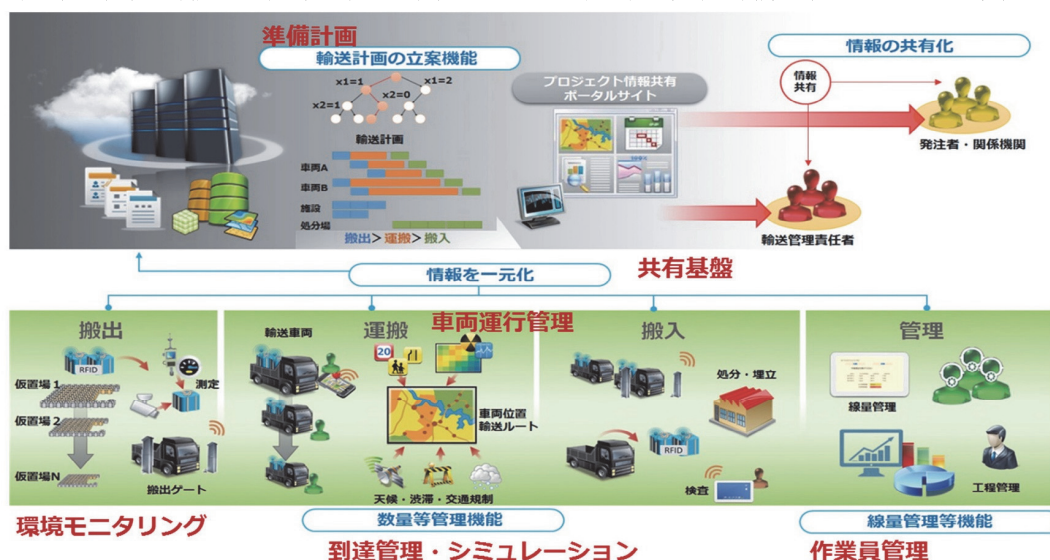 準備計画
輸送計画の立案機能
情報の共有化
x1=1
x1=2
x2=0
x2=1
輸送計画
車両A
車両B
施設
処分場
搬出>運搬>搬入
プロジェクト情報共有
ポータルサイト
情報
共有
発注者・関係機関
輸送管理責任者
情報を一元化
共有基盤
搬出
RFID
測定
仮置場1
仮置場2
仮置場N
搬出ゲート
運搬
車両運行管理
輸送車両
20
車両位置
輸送ルート
天候・渋滞・交通規制
搬入
処分・埋立
RFID
検査
管理
線量管理
工程管理
環境モニタリング
数量等管理機能
到達管理・シミュレーション
線量管理等機能
作業員管理